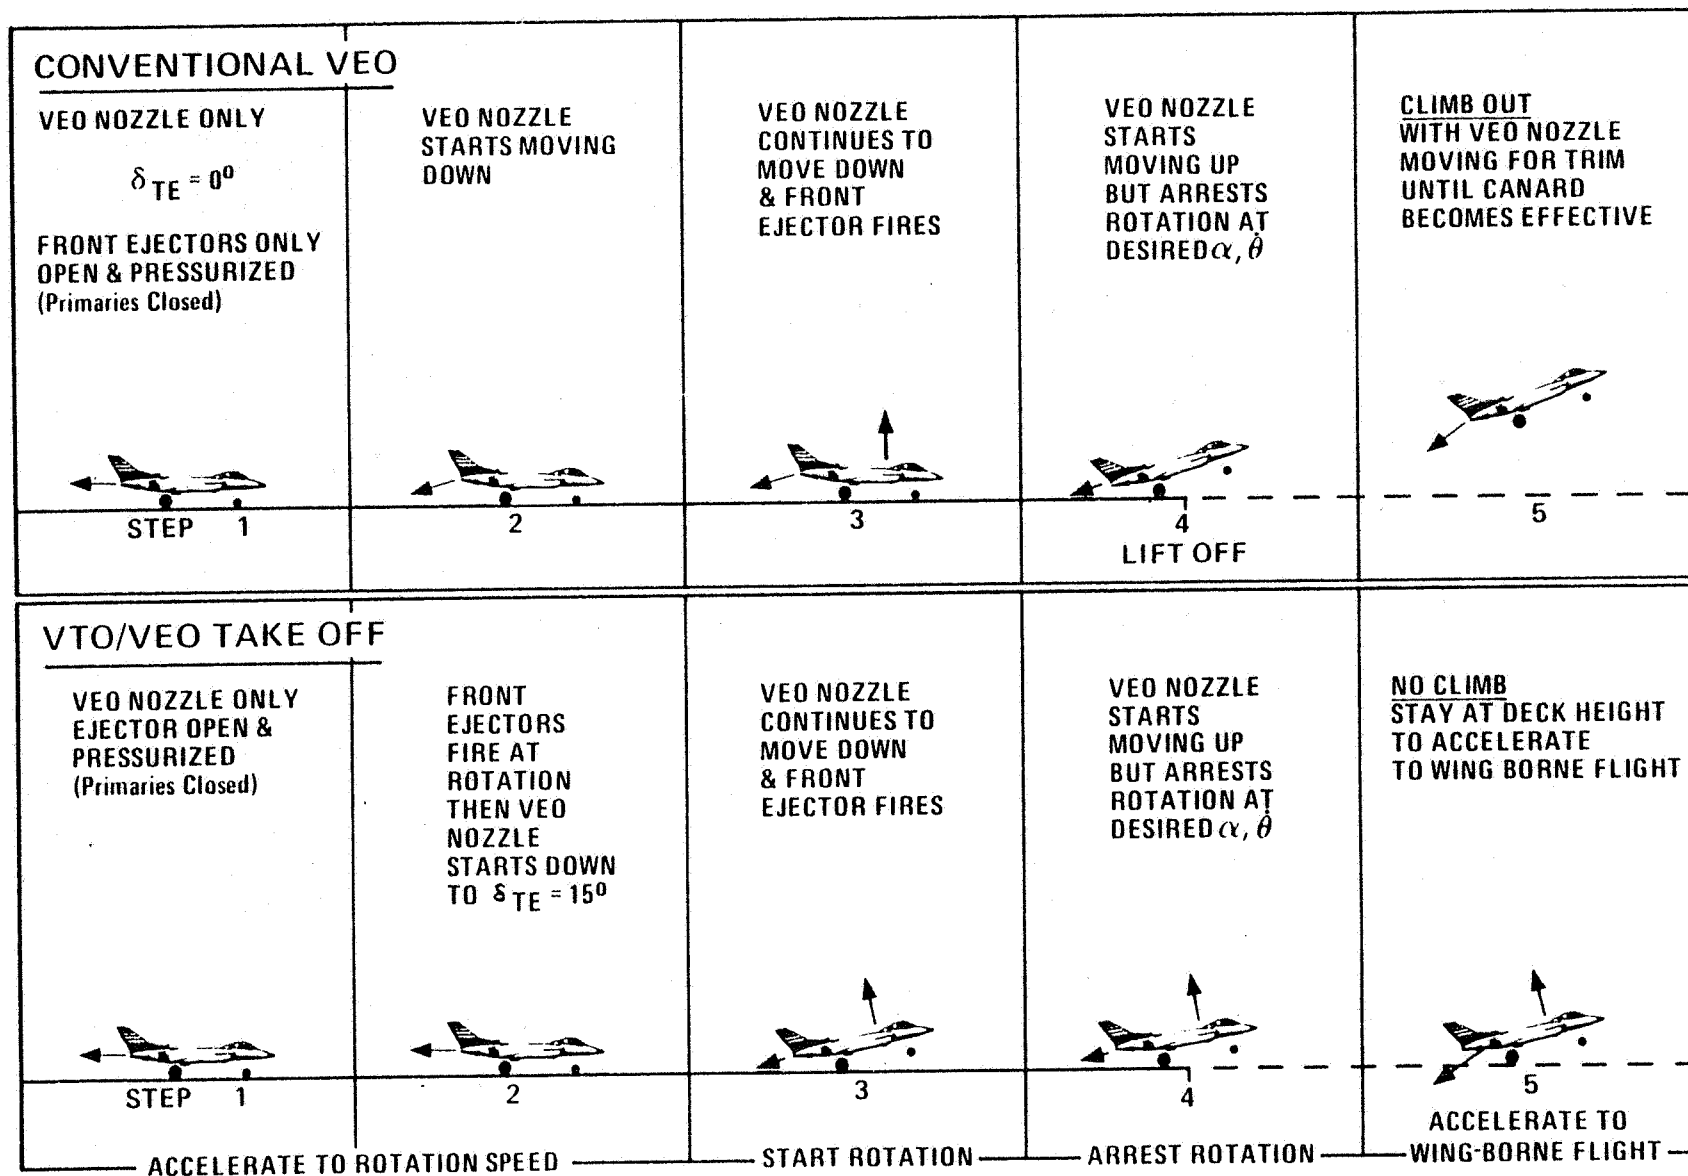 CONVENTIONAL VEO
VEO NOZZLE ONLY
δ TE = 0º
FRONT EJECTORS ONLY
OPEN & PRESSURIZED
(Primaries Closed)
VEO NOZZLE
STARTS MOVING
DOWN
VEO NOZZLE
CONTINUES TO
MOVE DOWN
& FRONT
EJECTOR FIRES
VEO NOZZLE
STARTS
MOVING UP
BUT ARRESTS
ROTATION AT
DESIRED α, θ̇
CLIMB OUT
WITH VEO NOZZLE
MOVING FOR TRIM
UNTIL CANARD
BECOMES EFFECTIVE
STEP 1
2
3
4
LIFT OFF
5
VTO/VEO TAKE OFF
VEO NOZZLE ONLY
EJECTOR OPEN &
PRESSURIZED
(Primaries Closed)
FRONT
EJECTORS
FIRE AT
ROTATION
THEN VEO
NOZZLE
STARTS DOWN
TO δ TE = 15º
VEO NOZZLE
CONTINUES TO
MOVE DOWN
& FRONT
EJECTOR FIRES
VEO NOZZLE
STARTS
MOVING UP
BUT ARRESTS
ROTATION AT
DESIRED α, θ̇
NO CLIMB
STAY AT DECK HEIGHT
TO ACCELERATE
TO WING BORNE FLIGHT
STEP 1
2
3
4
5
ACCELERATE TO ROTATION SPEED
START ROTATION
ARREST ROTATION
ACCELERATE TO
WING-BORNE FLIGHT